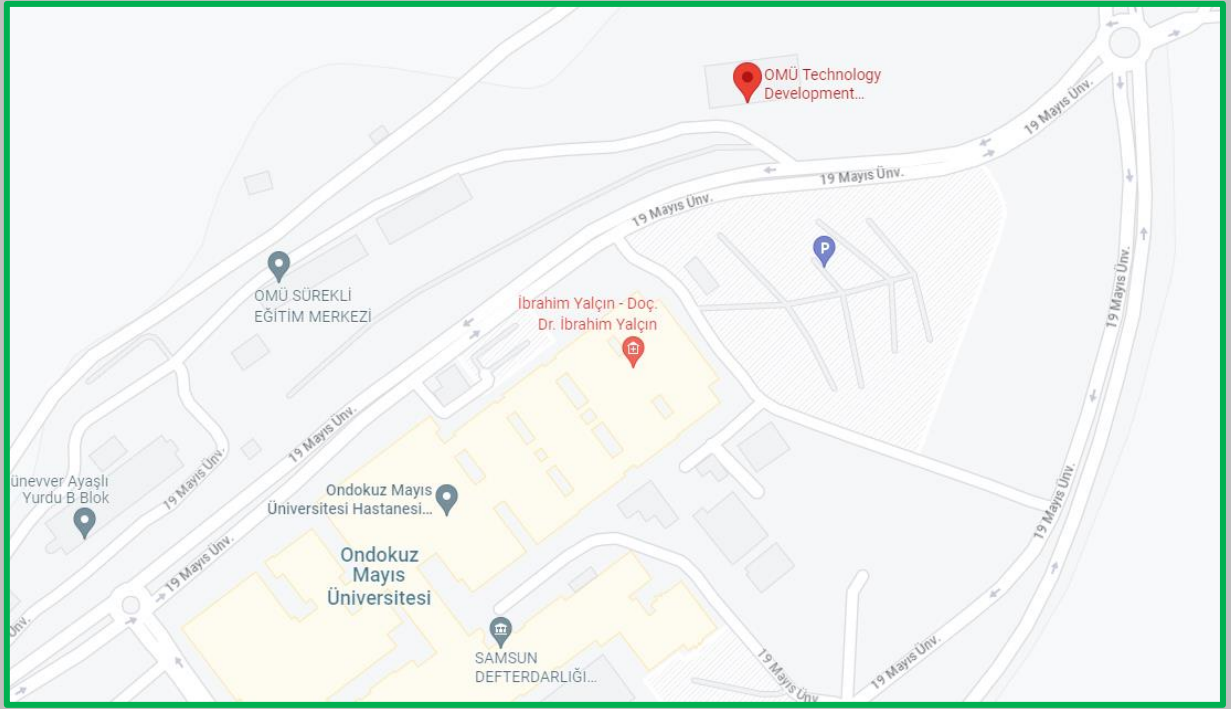 OMÜ Technology
Development...
19 Mayıs Ünv.
19 Mayıs Ünv.
19 Mayıs Ünv.
P
OMÜ SÜREKLİ
EĞİTİM MERKEZİ
İbrahim Yalçın - Doç.
Dr. İbrahim Yalçın
19 Mayıs Ünv.
19 Mayıs Ünv.
19 Mayıs Ünv.
ünevver Ayaşlı
Yurdu B Blok
Ondokuz Mayıs
Üniversitesi Hastanesi...
19 Mayıs Ünv.
19 Mayıs Ünv.
Ondokuz
Mayıs
Üniversitesi
Ünv.
SAMSUN
DEFTERDARLIĞI...
19 Mayıs Ünv.
19 Mayıs Ünv.